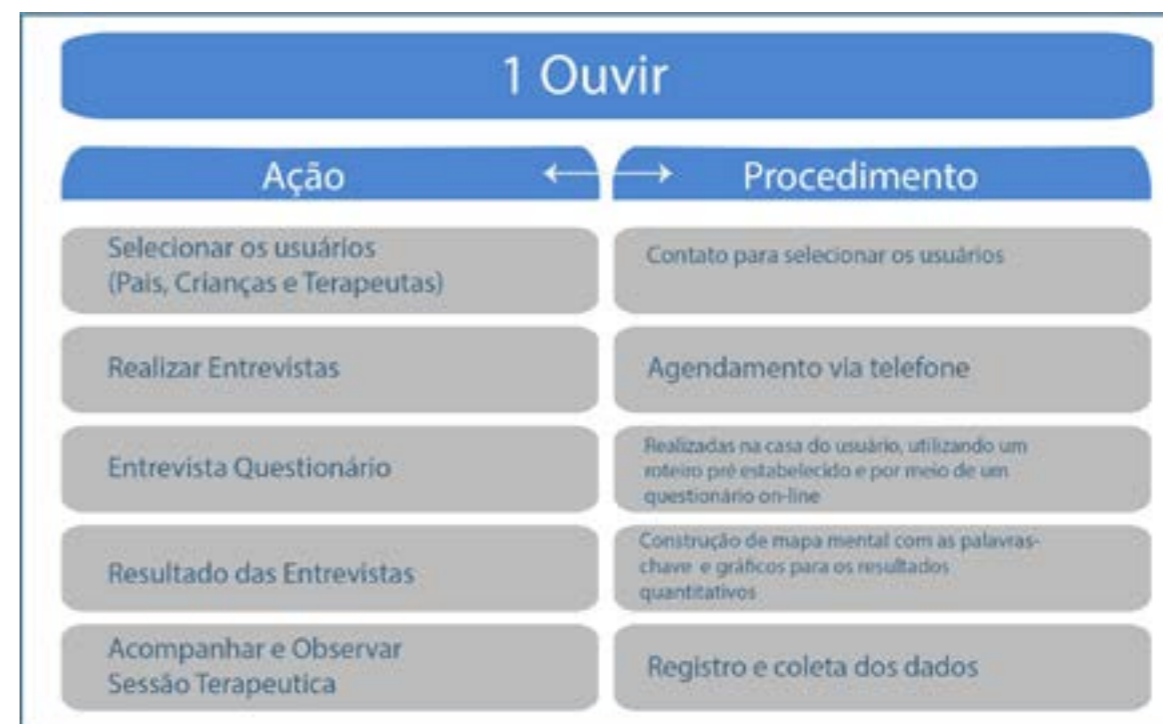 1 Ouvir
Ação
Procedimento
Selecionar os usuários
(Pais, Crianças e Terapeutas)
Contato para selecionar os usuários
Realizar Entrevistas
Agendamento via telefone
Entrevista Questionário
Realizadas na casa do usuário, utilizando um
roteiro pré estabelecido e por meio de um
questionário on-line
Resultado das Entrevistas
Construção de mapa mental com as palavras-
chave e gráficos para os resultados
quantitativos
Acompanhar e Observar
Sessão Terapeutica
Registro e coleta dos dados